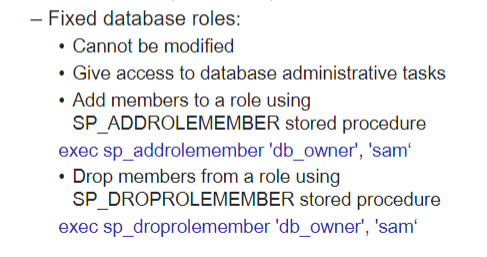 – Fixed database roles:
• Cannot be modified
• Give access to database administrative tasks
• Add members to a role using
SP_ADDROLEMEMBER stored procedure
exec sp_addrolemember 'db_owner', 'sam‘
• Drop members from a role using
SP_DROPROLEMEMBER stored procedure
exec sp_droprolemember 'db_owner', 'sam‘